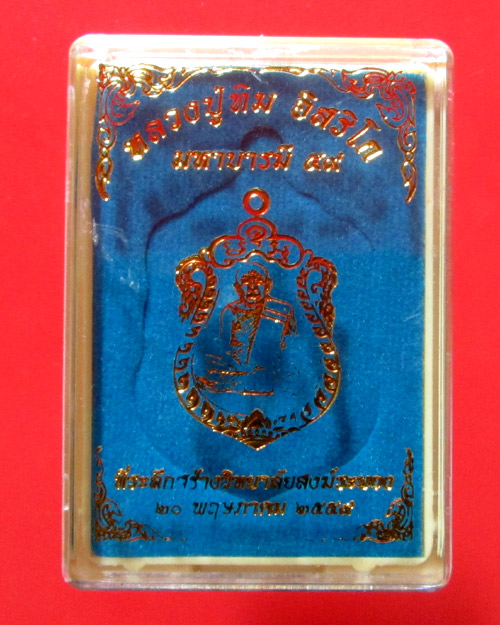 หลวงปู่ทิม อิสริโก
มหาบารมี ๕๙
ที่ระลึกสร้างวิทยาลัยสงฆ์ระยอง
๒๐ พฤษภาคม ๒๕๕๙